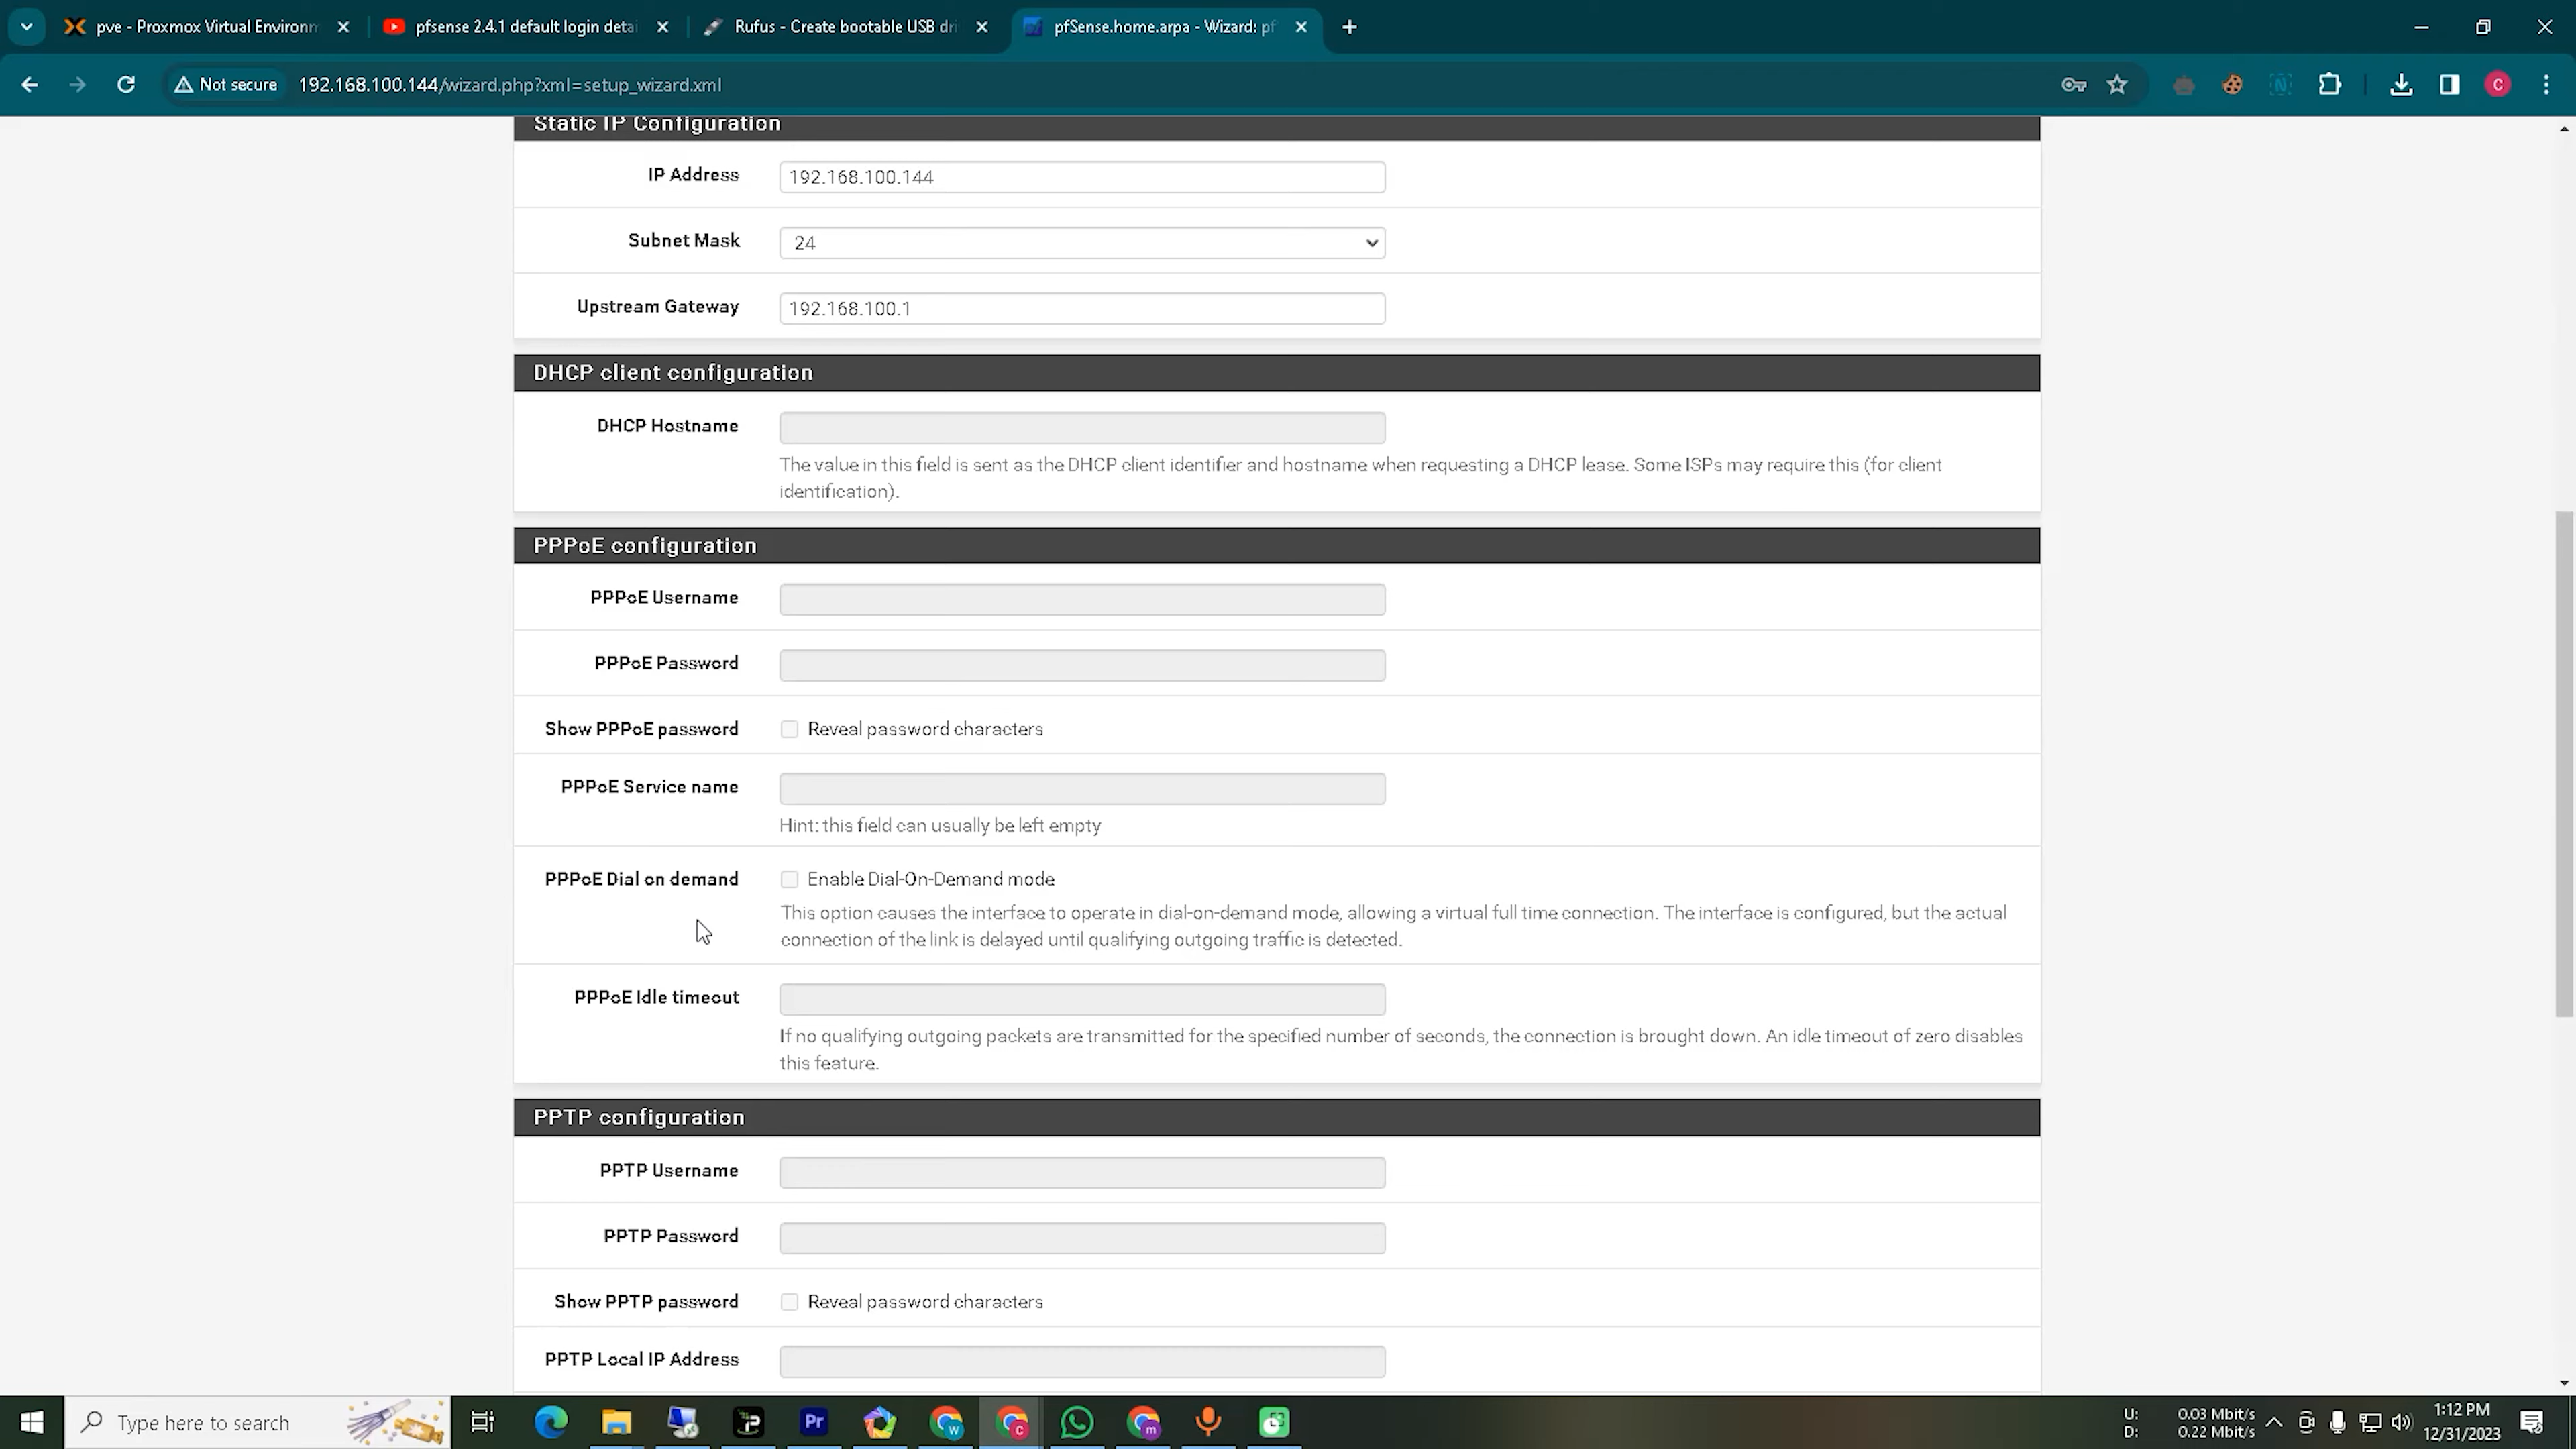 pve - Proxmox Virtual Environm
pfsense 2.4.1 default login detai
Rufus - Create bootable USB dri
pfSense.home.arpa - Wizard: pf
Not secure
192.168.100.144/wizard.php?xml=setup_wizard.xml
C
Static IP Configuration
IP Address
192.168.100.144
Subnet Mask
24
Upstream Gateway
192.168.100.1
DHCP client configuration
DHCP Hostname
The value in this field is sent as the DHCP client identifier and hostname when requesting a DHCP lease. Some ISPs may require this (for client
identification).
PPPoE configuration
PPPoE Username
PPPoE Password
Show PPPoE password
Reveal password characters
PPPoE Service name
Hint: this field can usually be left empty
PPPoE Dial on demand
Enable Dial-On-Demand mode
This option causes the interface to operate in dial-on-demand mode, allowing a virtual full time connection. The interface is configured, but the actual
connection of the link is delayed until qualifying outgoing traffic is detected.
PPPoE Idle timeout
If no qualifying outgoing packets are transmitted for the specified number of seconds, the connection is brought down. An idle timeout of zero disables
this feature.
PPTP configuration
PPTP Username
PPTP Password
Show PPTP password
Reveal password characters
PPTP Local IP Address
Type here to search
Pr
W
C
m
U: 0.03 Mbit/s
D: 0.22 Mbit/s
1:12 PM
12/31/2023